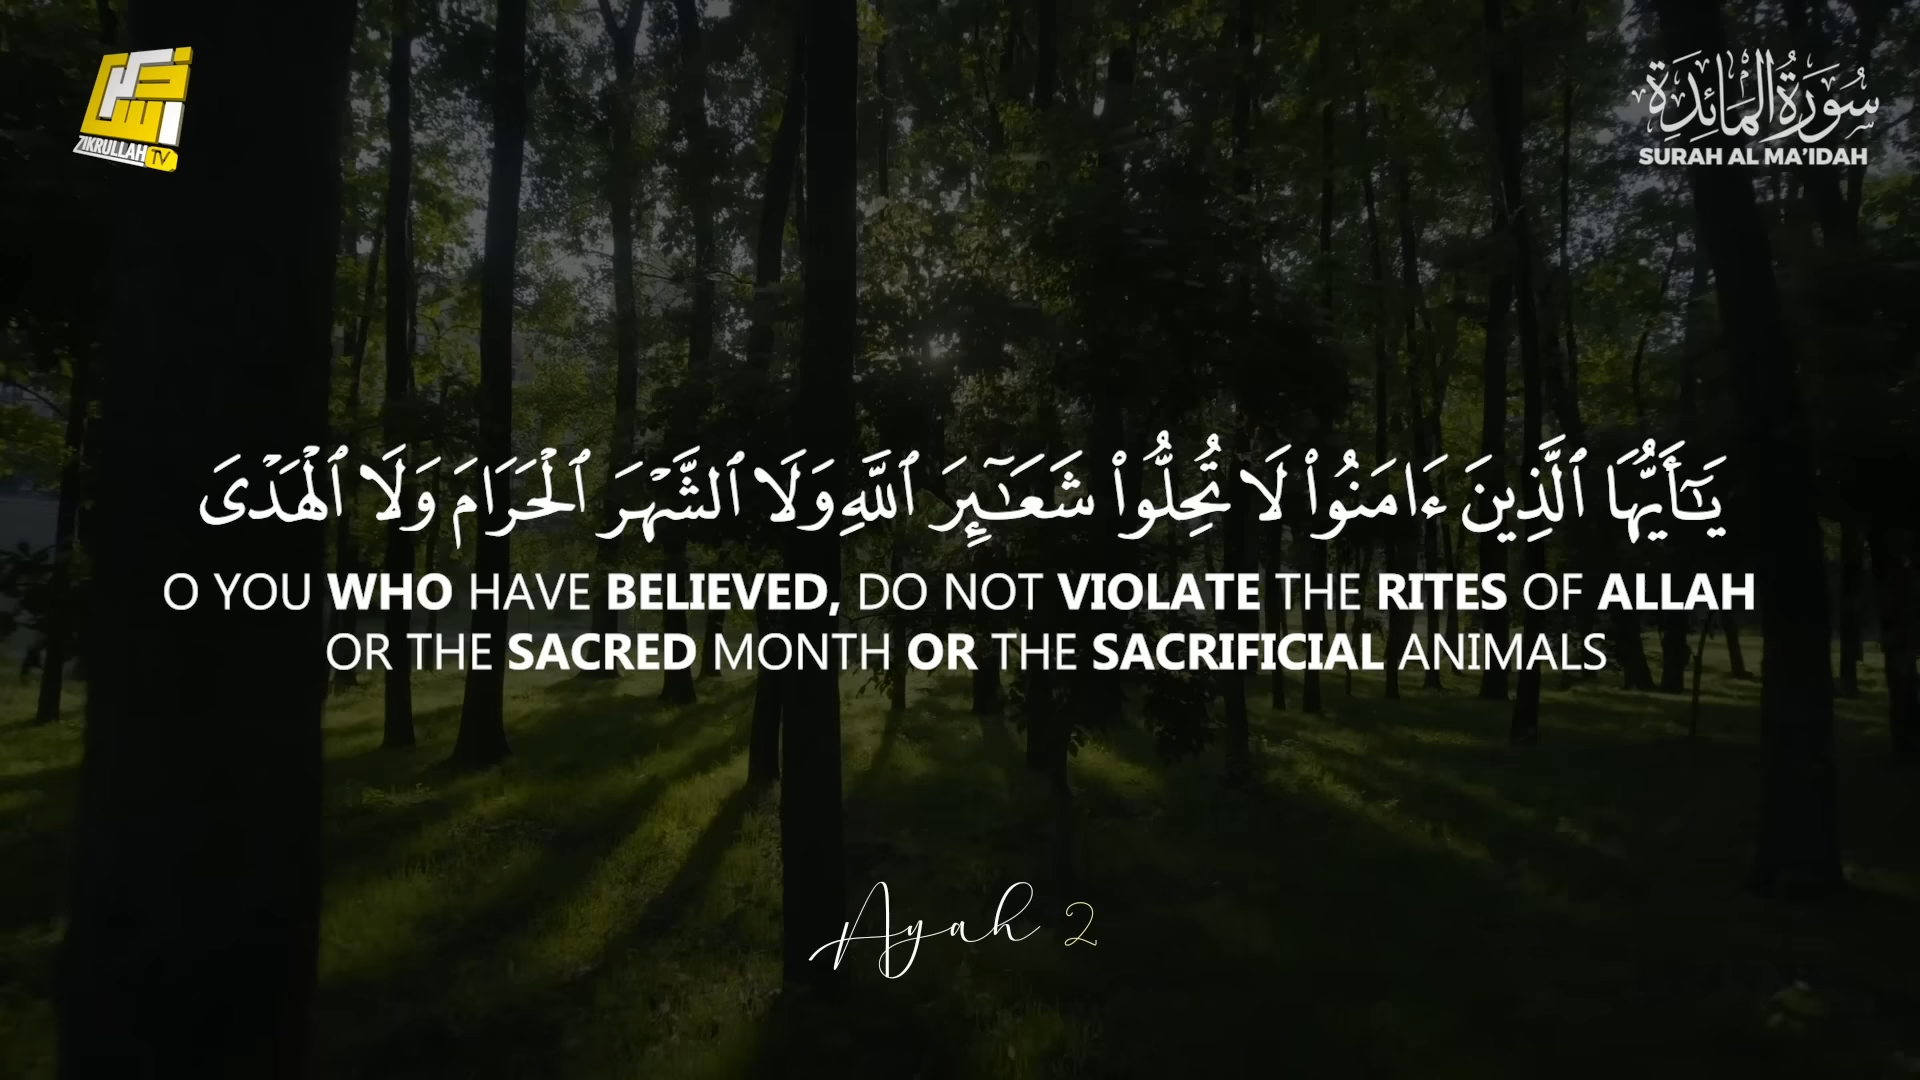 ذكر الله
ZIKRULLAH TV
سُورَةُ المَائِدَة
SURAH AL MA'IDAH
يَـٰٓأَيُّهَا ٱلَّذِينَ ءَامَنُوا۟ لَا تُحِلُّوا۟ شَعَـٰٓئِرَ ٱللَّهِ وَلَا ٱلشَّهْرَ ٱلْحَرَامَ وَلَا ٱلْهَدْىَ
O YOU WHO HAVE BELIEVED, DO NOT VIOLATE THE RITES OF ALLAH
OR THE SACRED MONTH OR THE SACRIFICIAL ANIMALS
Ayah 2